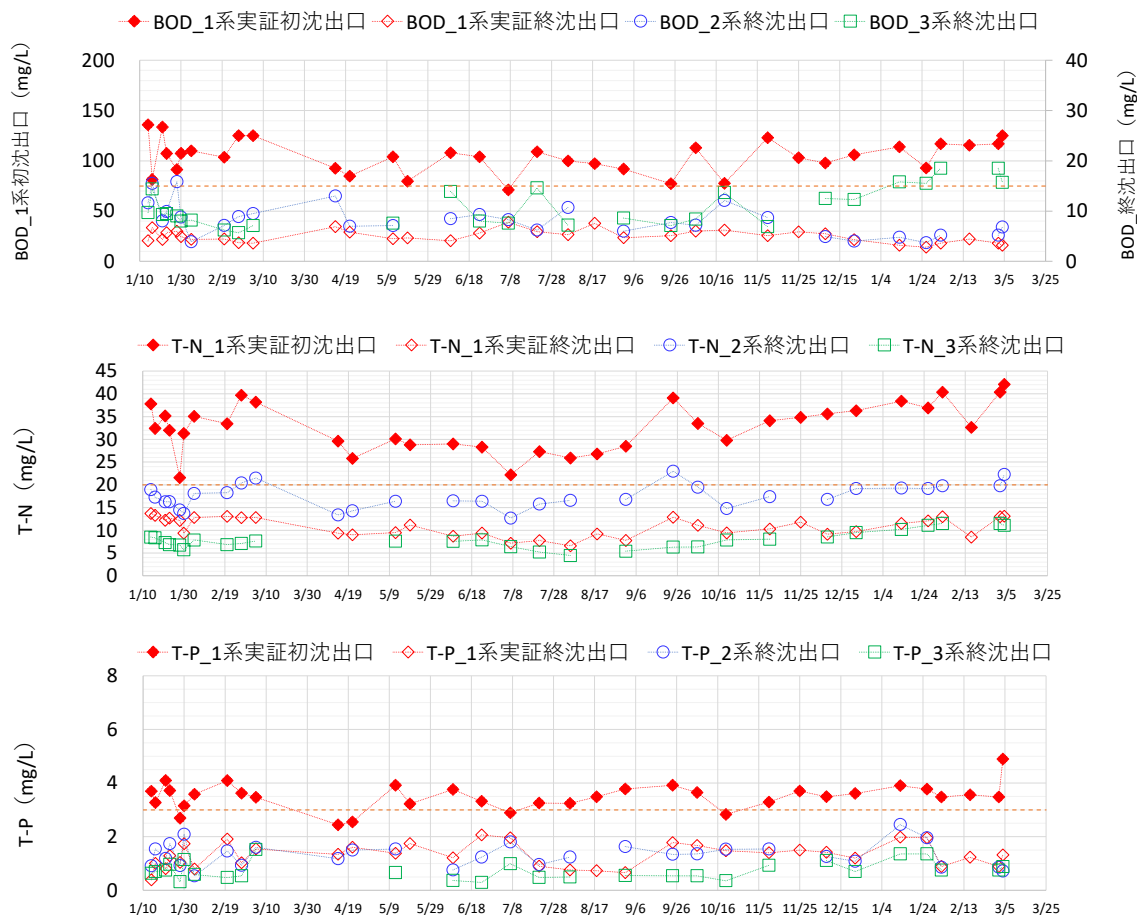 BOD_1系実証初沈出口 BOD_1系実証終沈出口 BOD_2系終沈出口 BOD_3系終沈出口
BOD_1系初沈出口（mg/L）
200
150
100
50
0
40
30
20
10
0
BOD_終沈出口（mg/L）
1/10 1/30 2/19 3/10 3/30 4/19 5/9 5/29 6/18 7/8 7/28 8/17 9/6 9/26 10/16 11/5 11/25 12/15 1/4 1/24 2/13 3/5 3/25
T-N_1系実証初沈出口 T-N_1系実証終沈出口 T-N_2系終沈出口 T-N_3系終沈出口
T-N（mg/L）
45
40
35
30
25
20
15
10
5
0
1/10 1/30 2/19 3/10 3/30 4/19 5/9 5/29 6/18 7/8 7/28 8/17 9/6 9/26 10/16 11/5 11/25 12/15 1/4 1/24 2/13 3/5 3/25
T-P_1系実証初沈出口 T-P_1系実証終沈出口 T-P_2系終沈出口 T-P_3系終沈出口
T-P（mg/L）
8
6
4
2
0
1/10 1/30 2/19 3/10 3/30 4/19 5/9 5/29 6/18 7/8 7/28 8/17 9/6 9/26 10/16 11/5 11/25 12/15 1/4 1/24 2/13 3/5 3/25